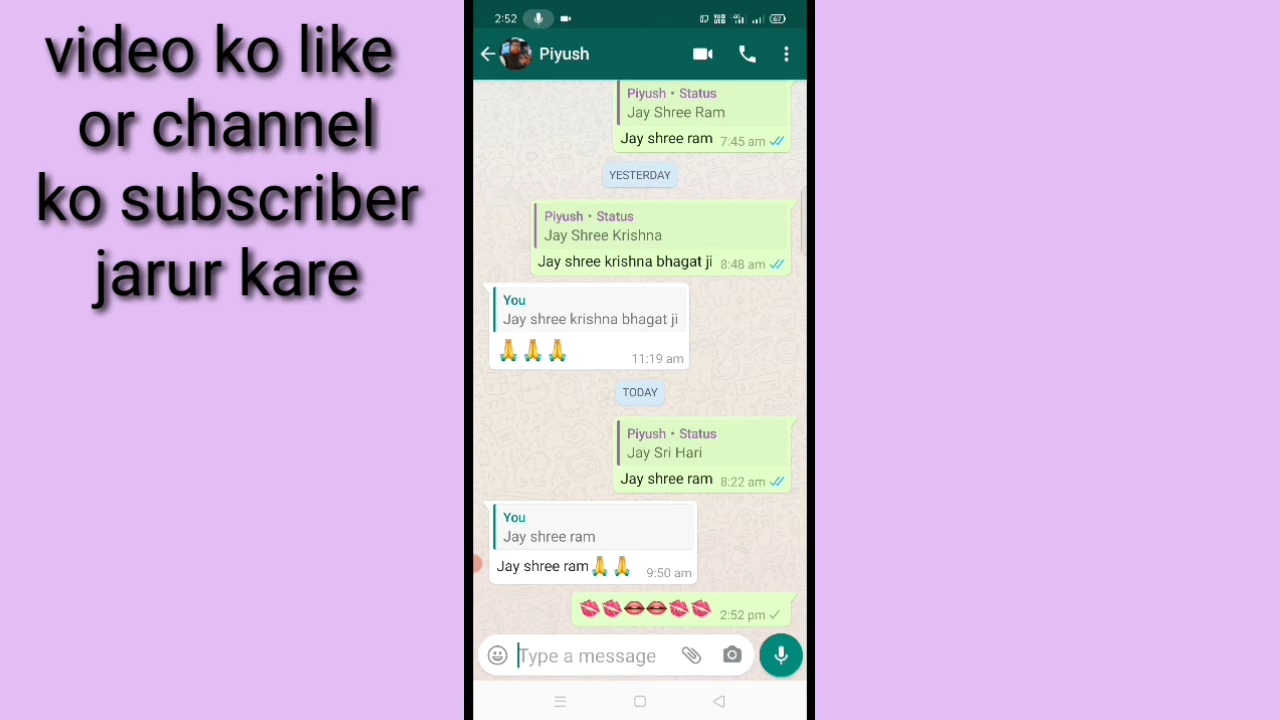 video ko like
or channel
ko subscriber
jarur kare
2:52
67
Piyush
Piyush • Status
Jay Shree Ram
Jay shree ram 7:45 am
YESTERDAY
Piyush • Status
Jay Shree Krishna
Jay shree krishna bhagat ji 8:48 am
You
Jay shree krishna bhagat ji
🙏🙏🙏 11:19 am
TODAY
Piyush • Status
Jay Sri Hari
Jay shree ram 8:22 am
You
Jay shree ram
Jay shree ram🙏🙏 9:50 am
💋💋👄👄💋💋 2:52 pm
Type a message